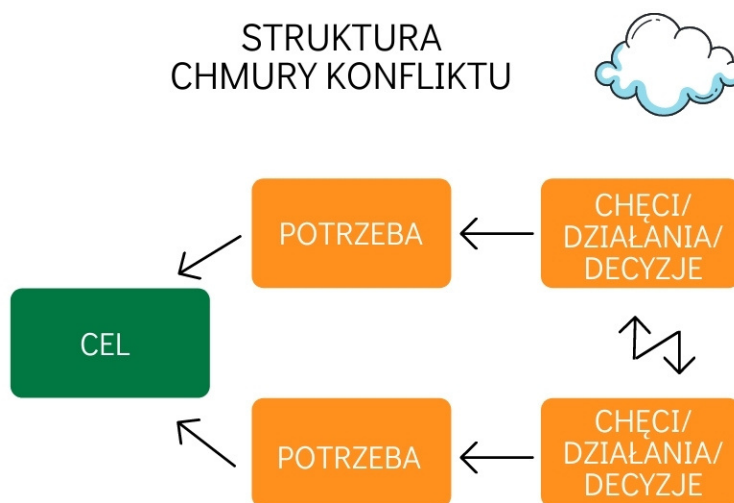 STRUKTURA
CHMURY KONFLIKTU
POTRZEBA
CHĘCI/
DZIAŁANIA/
DECYZJE
CEL
POTRZEBA
CHĘCI/
DZIAŁANIA/
DECYZJE